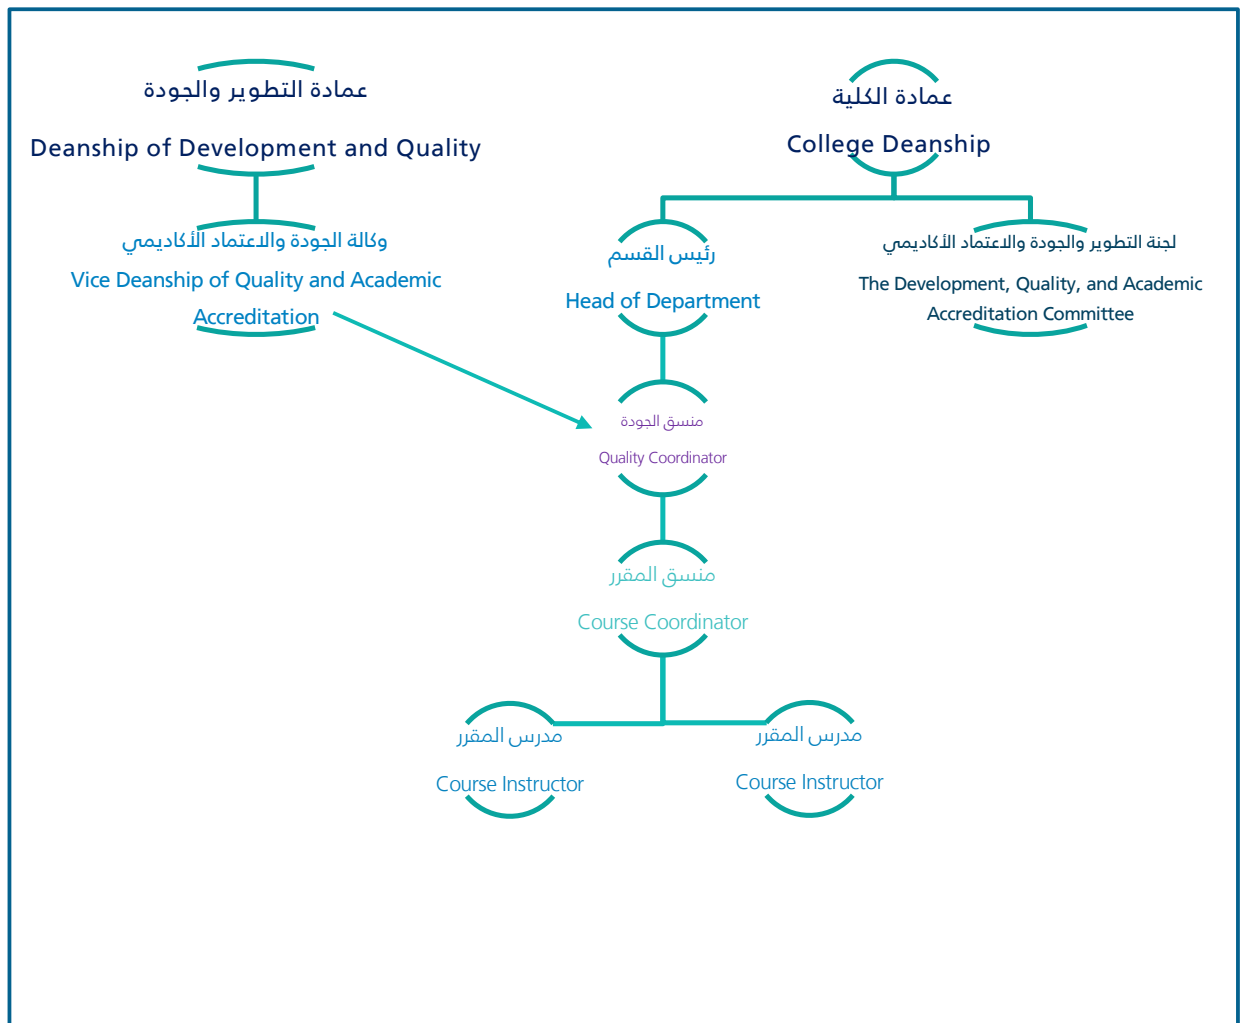 عمادة التطوير والجودة
Deanship of Development and Quality
عمادة الكلية
College Deanship
وكالة الجودة والاعتماد الأكاديمي
Vice Deanship of Quality and Academic
Accreditation
رئيس القسم
Head of Department
لجنة التطوير والجودة والاعتماد الأكاديمي
The Development, Quality, and Academic
Accreditation Committee
منسق الجودة
Quality Coordinator
منسق المقرر
Course Coordinator
مدرس المقرر
Course Instructor
مدرس المقرر
Course Instructor